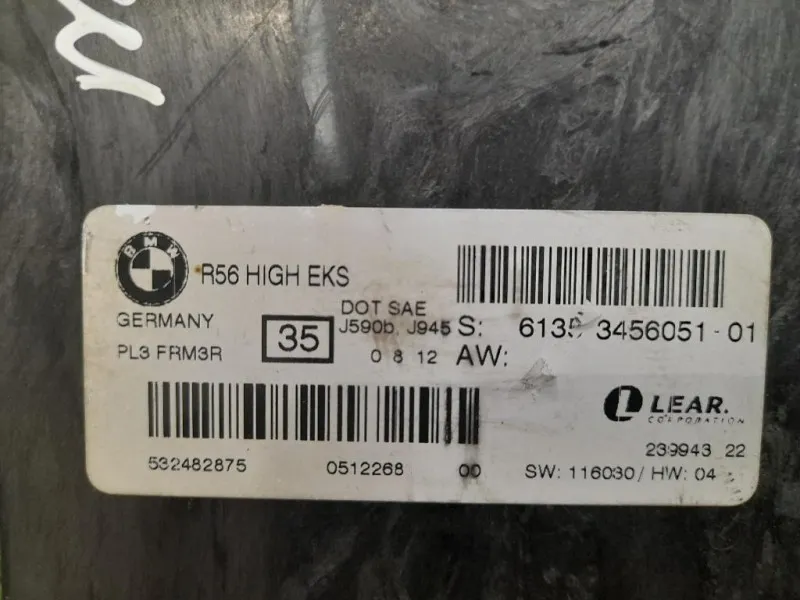 BMW
R56 HIGH EKS
GERMANY
35
DOT SAE
J590b, J945
S: 6135 3456051-01
PL3 FRM3R
0 8 12
AW:
LEAR.
CORPORATION
532482875 0512268 00
239943 22
SW: 116030/ HW: 04